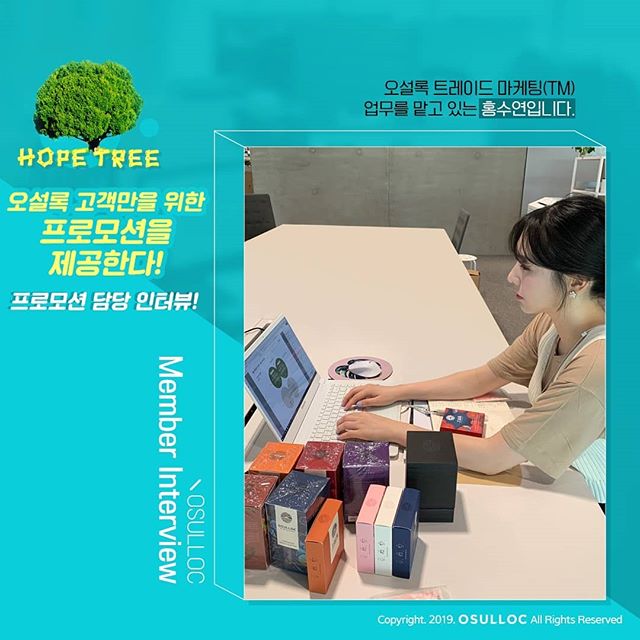 오설록 트레이드 마케팅(TM)
업무를 맡고 있는 홍수연입니다.
HOPE TREE
오설록 고객만을 위한
프로모션을
제공한다!
프로모션 담당 인터뷰!
Member Interview
OSULLOC
Copyright. 2019. OSULLOC All Rights Reserved